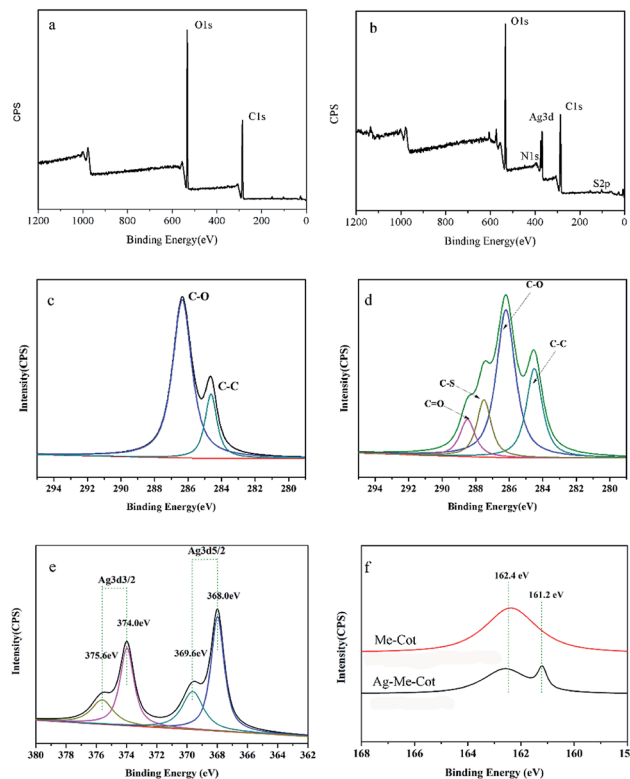 a
O1s
C1s
CPS
1200 1000 800 600 400 200 0
Binding Energy(eV)
b
O1s
Ag3d
C1s
N1s
S2p
CPS
1200 1000 800 600 400 200 0
Binding Energy(eV)
c
C-O
C-C
Intensity(CPS)
294 292 290 288 286 284 282 280
Binding Energy(eV)
d
C-O
C-C
C-S
C=O
Intensity(CPS)
294 292 290 288 286 284 282 280
Binding Energy(eV)
e
Ag3d5/2
Ag3d3/2
368.0eV
374.0eV
375.6eV
369.6eV
Intensity(CPS)
380 378 376 374 372 370 368 366 364 362
Binding Energy(eV)
f
162.4 eV
161.2 eV
Me-Cot
Ag-Me-Cot
Intensity(CPS)
168 166 164 162 160 15
Binding Energy(eV)